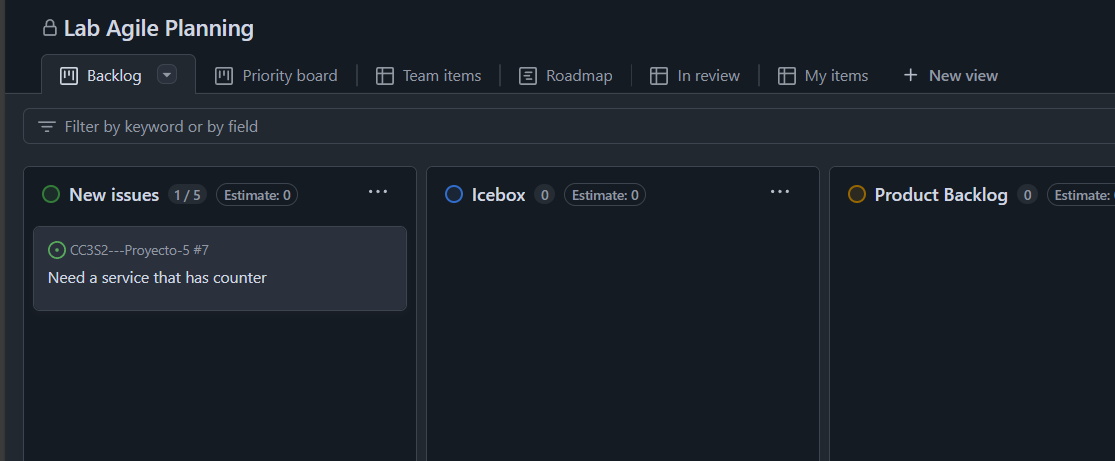 Lab Agile Planning
Backlog
Priority board
Team items
Roadmap
In review
My items
+ New view
Filter by keyword or by field
New issues 1 / 5 Estimate: 0 ...
CC3S2---Proyecto-5 #7
Need a service that has counter
Icebox 0 Estimate: 0 ...
Product Backlog 0 Estimate: